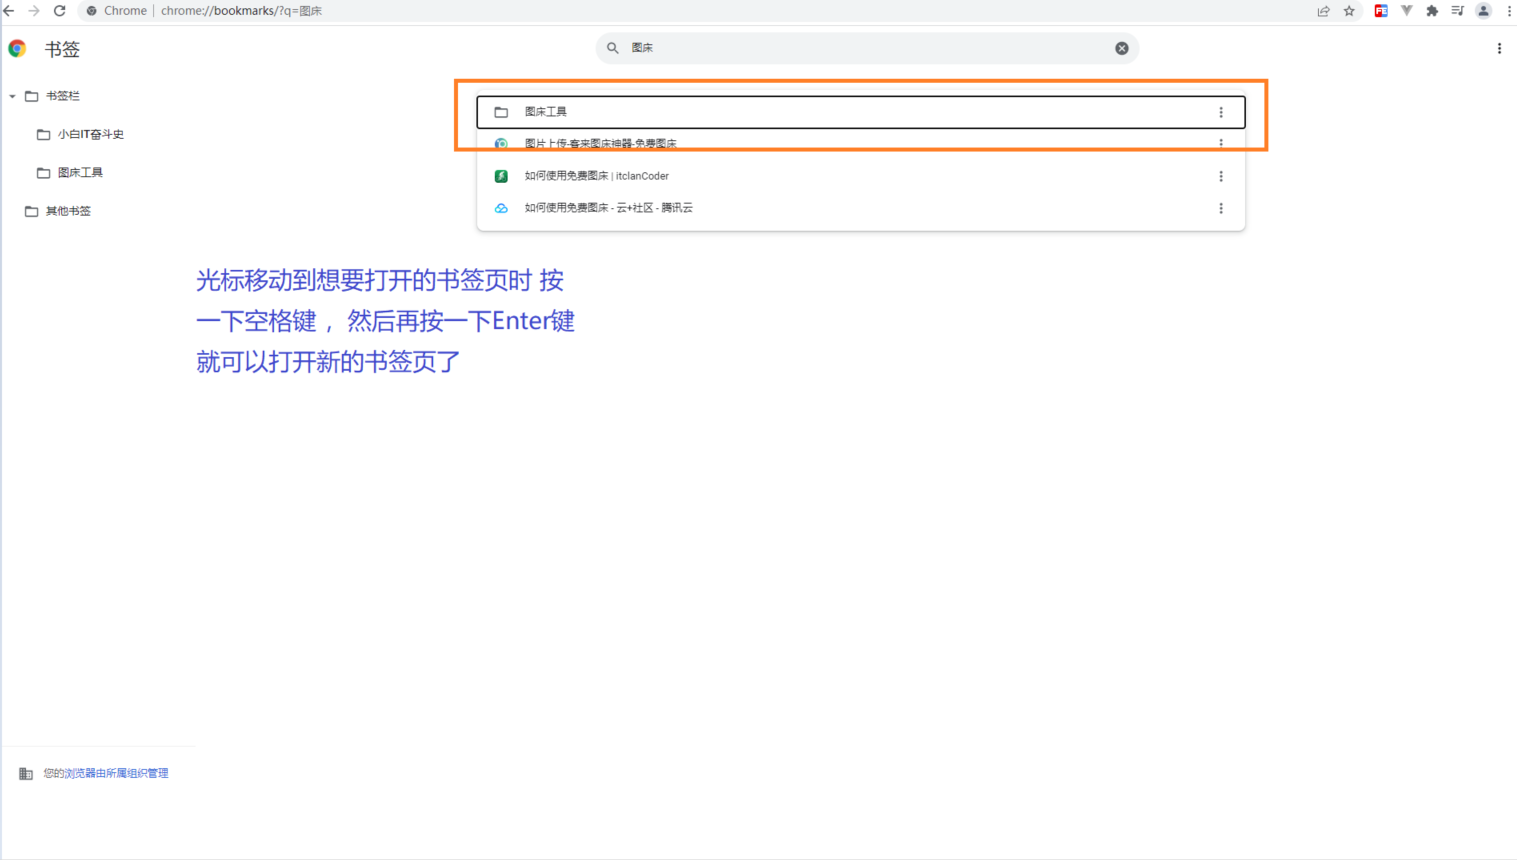 Chrome | chrome://bookmarks/?q=图床
书签
图床
书签栏
小白IT奋斗史
图床工具
其他书签
图床工具
图片上传-客来图床神器-免费图床
如何使用免费图床 | itclanCoder
如何使用免费图床 - 云+社区 - 腾讯云
光标移动到想要打开的书签页时 按
一下空格键 ，然后再按一下Enter键
就可以打开新的书签页了
您的浏览器由所属组织管理